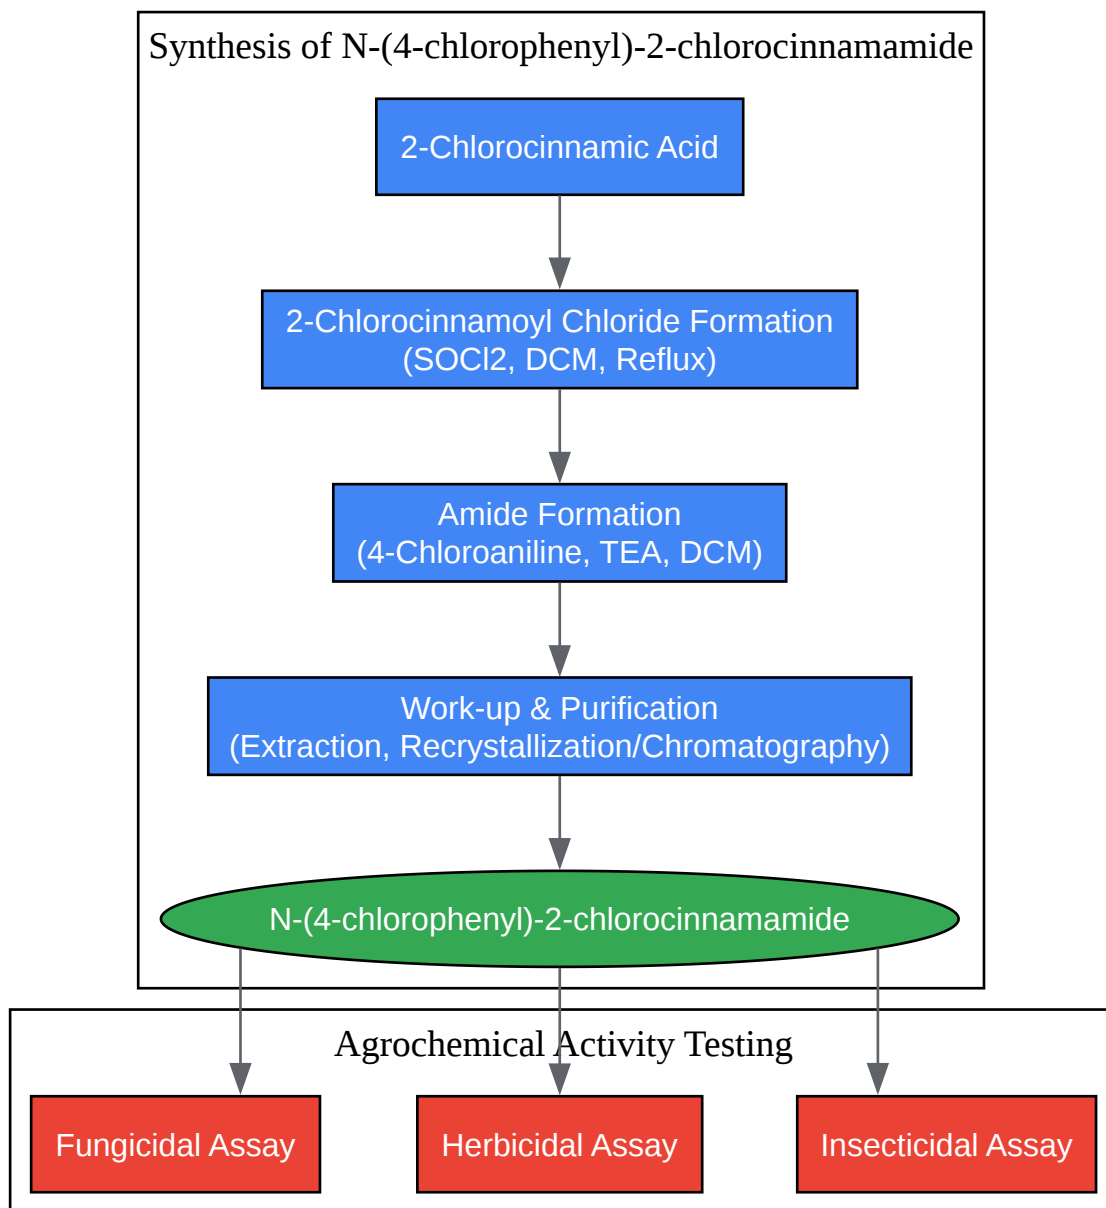 Synthesis of N-(4-chlorophenyl)-2-chlorocinnamamide
2-Chlorocinnamic Acid
2-Chlorocinnamoyl Chloride Formation
(SOCl2, DCM, Reflux)
Amide Formation
(4-Chloroaniline, TEA, DCM)
Work-up & Purification
(Extraction, Recrystallization/Chromatography)
N-(4-chlorophenyl)-2-chlorocinnamamide
Agrochemical Activity Testing
Fungicidal Assay
Herbicidal Assay
Insecticidal Assay